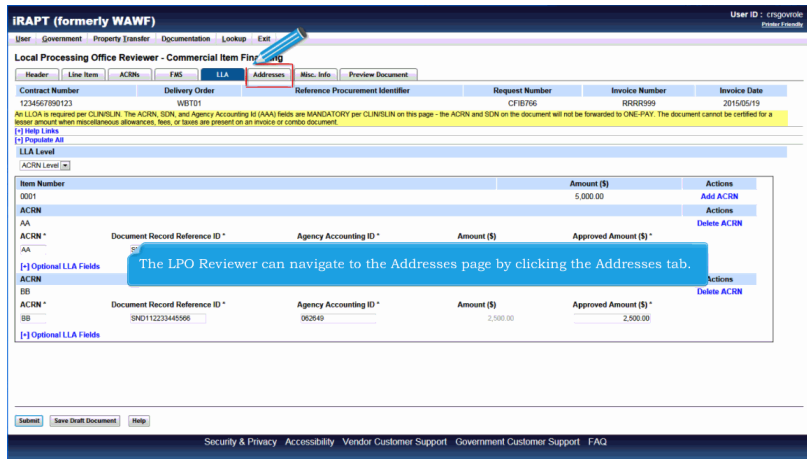 iRAPT (formerly WAWF)
User ID : crsgovrole
Printer Friendly
User Government Property Transfer Documentation Lookup Exit
Local Processing Office Reviewer - Commercial Item Financing
Header Line Item ACRNs FMS LLA Addresses Misc. Info Preview Document
Contract Number Delivery Order Reference Procurement Identifier Request Number Invoice Number Invoice Date
1234567890123 WBT01 CFIB766 RRRR999 2015/05/19
An LLOA is required per CLIN/SLIN. The ACRN, SDN, and Agency Accounting Id (AAA) fields are MANDATORY per CLIN/SLIN on this page - the ACRN and SDN on the document will not be forwarded to ONE-PAY. The document cannot be certified for a
lesser amount when miscellaneous allowances, fees, or taxes are present on an invoice or combo document.
[+] Help Links
[+] Populate All
LLA Level
ACRN Level
Item Number Amount ($) Actions
0001 5,000.00 Add ACRN
ACRN Actions
AA Delete ACRN
ACRN * Document Record Reference ID * Agency Accounting ID * Amount ($) Approved Amount ($) *
AA
The LPO Reviewer can navigate to the Addresses page by clicking the Addresses tab.
[+] Optional LLA Fields
ACRN Actions
BB Delete ACRN
ACRN * Document Record Reference ID * Agency Accounting ID * Amount ($) Approved Amount ($) *
BB SND112233445566 062649 2,500.00 2,500.00
[+] Optional LLA Fields
Submit Save Draft Document Help
Security & Privacy Accessibility Vendor Customer Support Government Customer Support FAQ